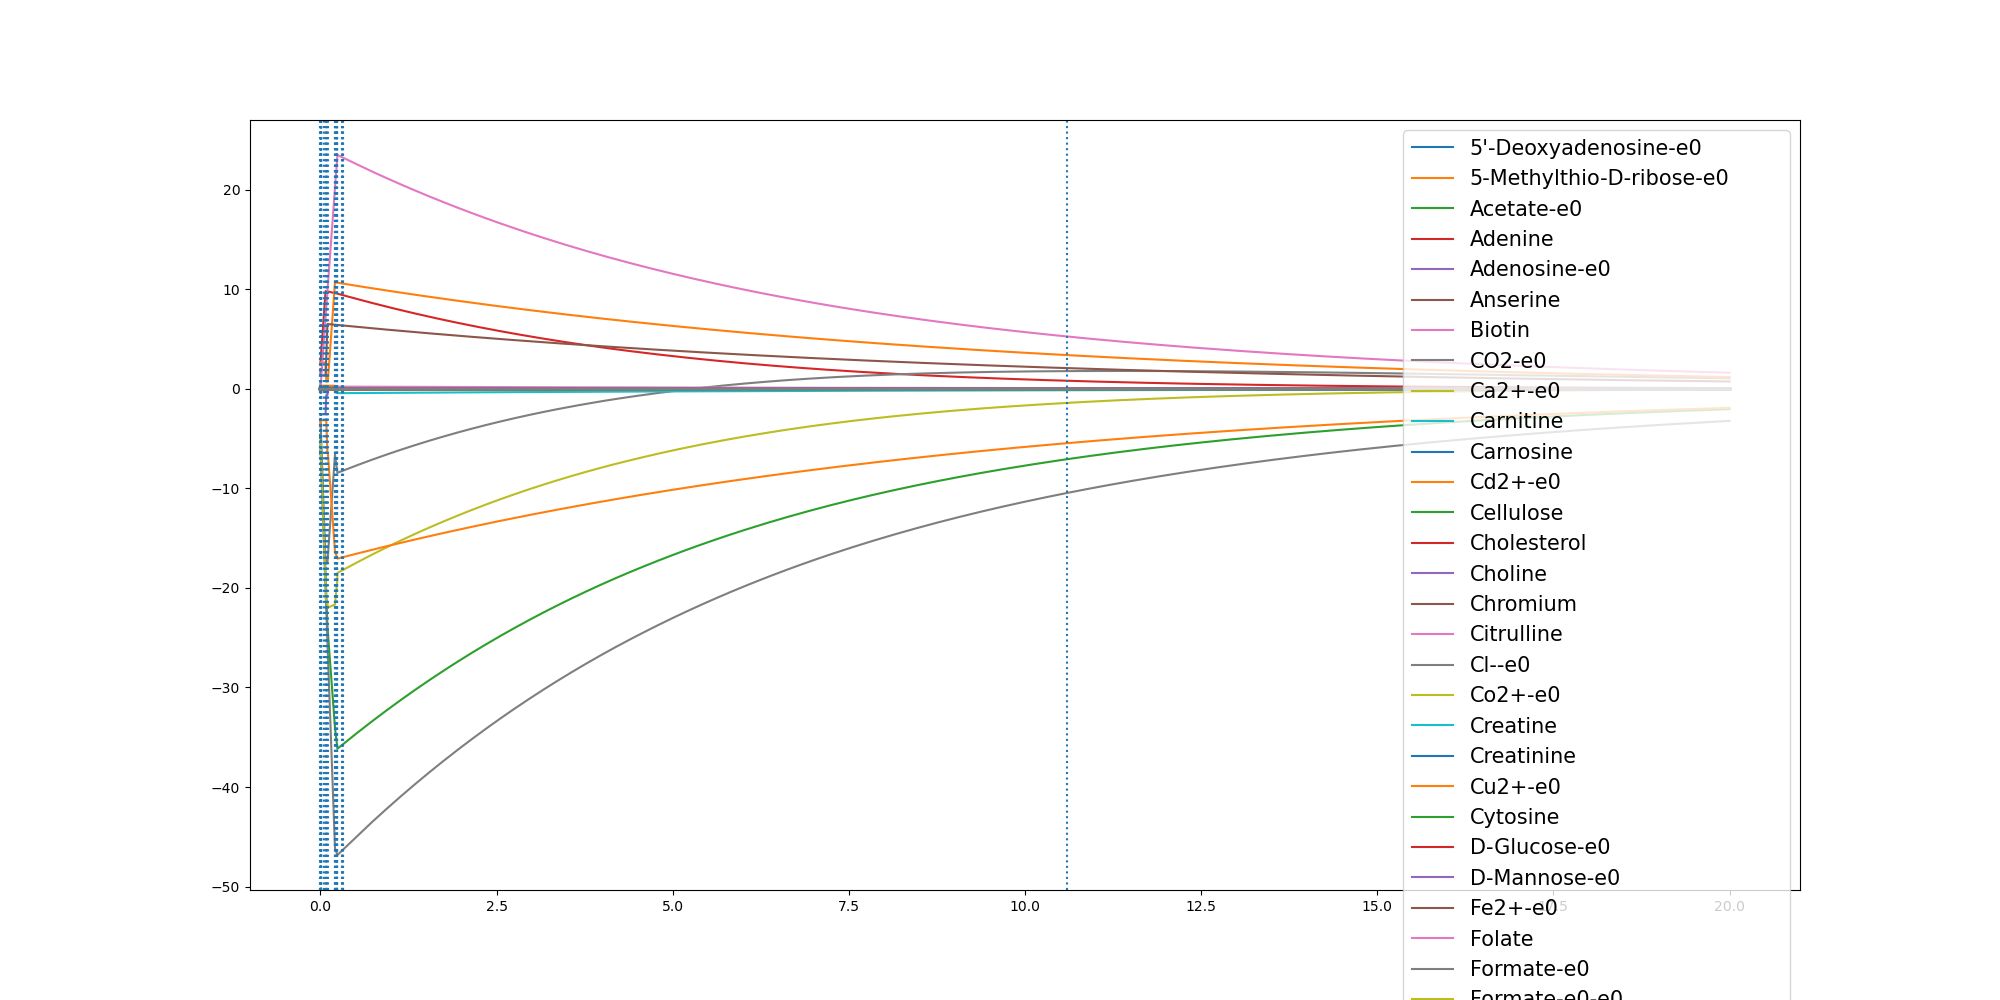 20
10
0
−10
−20
−30
−40
−50
0.0
2.5
5.0
7.5
10.0
12.5
15.0
20.0
5'-Deoxyadenosine-e0
5-Methylthio-D-ribose-e0
Acetate-e0
Adenine
Adenosine-e0
Anserine
Biotin
CO2-e0
Ca2+-e0
Carnitine
Carnosine
Cd2+-e0
Cellulose
Cholesterol
Choline
Chromium
Citrulline
Cl--e0
Co2+-e0
Creatine
Creatinine
Cu2+-e0
Cytosine
D-Glucose-e0
D-Mannose-e0
Fe2+-e0
Folate
Formate-e0
Formate-e0-e0